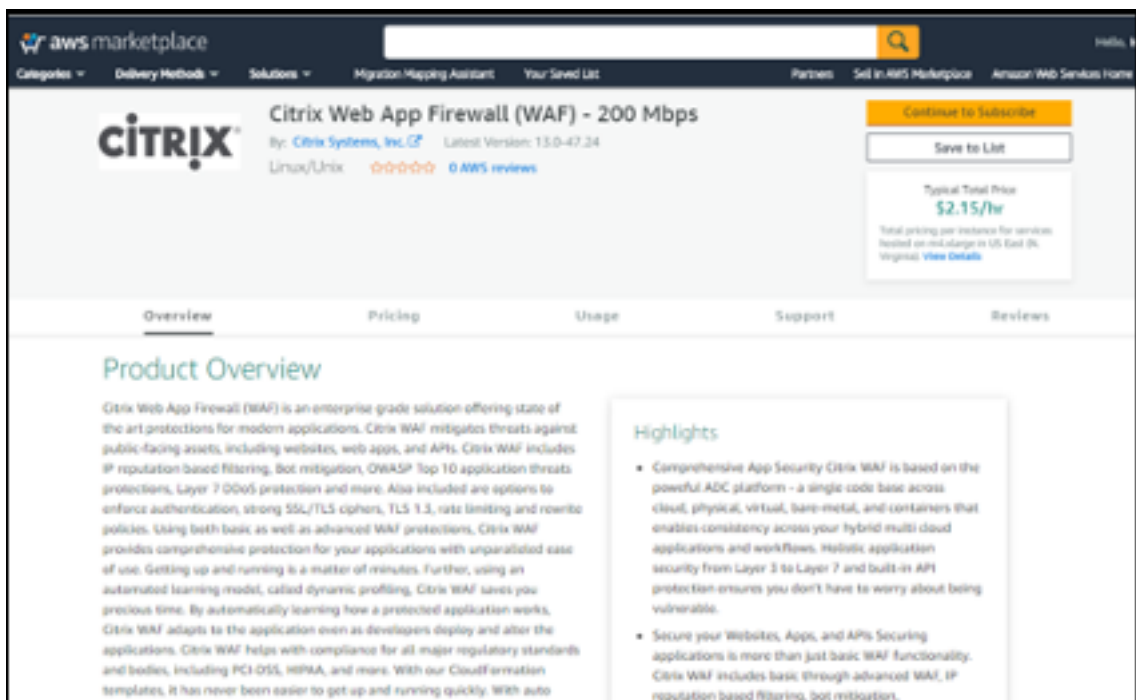 aws marketplace
Hello,
Categories
Delivery Methods
Solutions
Migration Mapping Assistant
Your Saved List
Partners
Sell in AWS Marketplace
Amazon Web Services Home
CITRIX
Citrix Web App Firewall (WAF) - 200 Mbps
By: Citrix Systems, Inc. Latest Version: 13.0-47.24
Linux/Unix 0 AWS reviews
Continue to Subscribe
Save to List
Typical Total Price
$2.15/hr
Total pricing per instance for services
hosted on m4.xlarge in US East (N.
Virginia). View Details
Overview
Pricing
Usage
Support
Reviews
Product Overview
Citrix Web App Firewall (WAF) is an enterprise grade solution offering state of
the art protections for modern applications. Citrix WAF mitigates threats against
public-facing assets, including websites, web apps, and APIs. Citrix WAF includes
IP reputation based filtering, Bot mitigation, OWASP Top 10 application threats
protections, Layer 7 DDoS protection and more. Also included are options to
enforce authentication, strong SSL/TLS ciphers, TLS 1.3, rate limiting and rewrite
policies. Using both basic as well as advanced WAF protections, Citrix WAF
provides comprehensive protection for your applications with unparalleled ease
of use. Getting up and running is a matter of minutes. Further, using an
automated learning model, called dynamic profiling, Citrix WAF saves you
precious time. By automatically learning how a protected application works,
Citrix WAF adapts to the application even as developers deploy and alter the
applications. Citrix WAF helps with compliance for all major regulatory standards
and bodies, including PCI-DSS, HIPAA, and more. With our CloudFormation
templates, it has never been easier to get up and running quickly. With auto
Highlights
Comprehensive App Security Citrix WAF is based on the
powerful ADC platform - a single code base across
cloud, physical, virtual, bare-metal, and containers that
enables consistency across your hybrid multi cloud
applications and workflows. Holistic application
security from Layer 3 to Layer 7 and built-in API
protection ensures you don't have to worry about being
vulnerable.
Secure your Websites, Apps, and APIs Securing
applications is more than just basic WAF functionality.
Citrix WAF includes basic through advanced WAF, IP
reputation based filtering, bot mitigation,